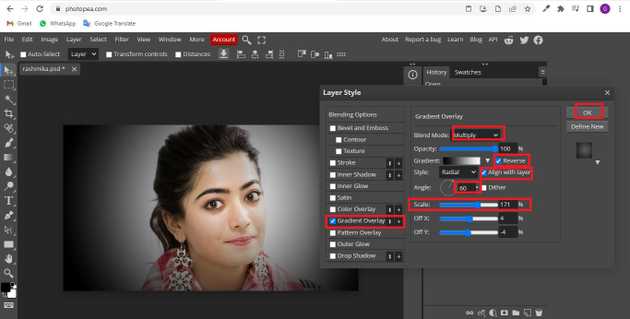 photopea.com
Gmail WhatsApp Google Translate
File Edit Image Layer Select Filter View Window More Account About Report a bug Learn Blog API
Auto-Select Layer Transform controls Distances
rashmika.psd *
History Swatches
Layer Style
Blending Options
Bevel and Emboss
Contour
Texture
Stroke
Inner Shadow
Inner Glow
Satin
Color Overlay
Gradient Overlay
Pattern Overlay
Outer Glow
Drop Shadow
Gradient Overlay
Blend Mode: Multiply
Opacity: 100 %
Gradient: Reverse
Style: Radial Align with layer
Angle: 60 Dither
Scale: 171 %
Off X: 4 %
Off Y: -4 %
OK
Define New